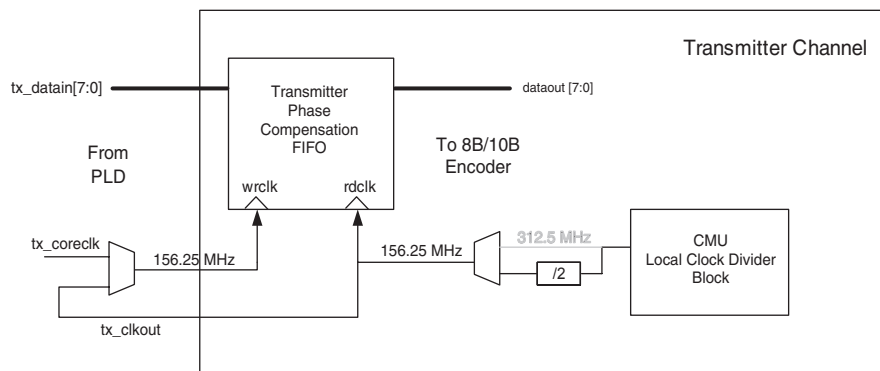 Transmitter Channel
tx_datain[7:0]
Transmitter
Phase
Compensation
FIFO
dataout [7:0]
From
PLD
To 8B/10B
Encoder
wrclk
rdclk
tx_coreclk
156.25 MHz
156.25 MHz
312.5 MHz
/2
CMU
Local Clock Divider
Block
tx_clkout